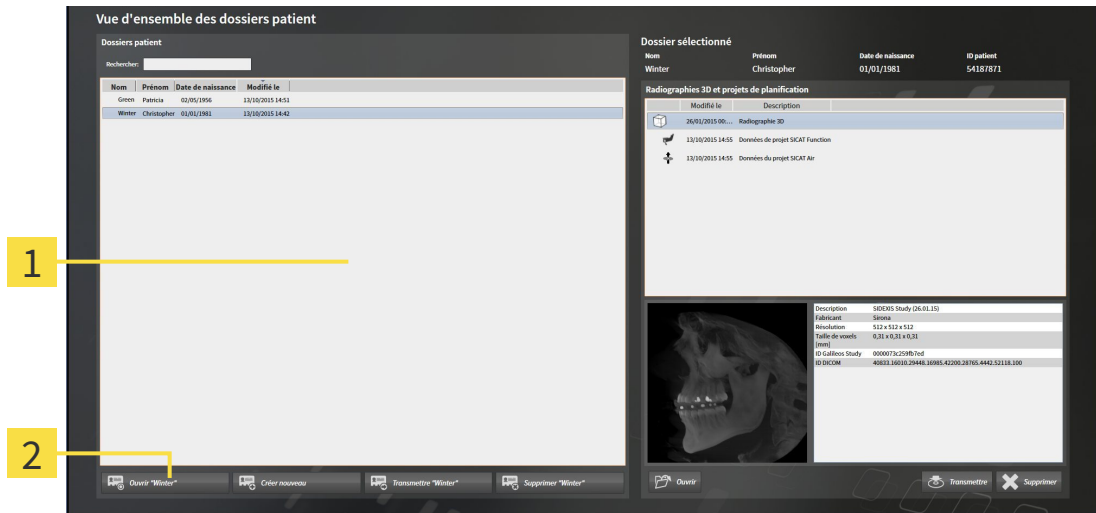 Vue d'ensemble des dossiers patient
Dossiers patient
Rechercher:
Nom Prénom Date de naissance Modifié le
Green Patricia 02/05/1956 13/10/2015 14:51
Winter Christopher 01/01/1981 13/10/2015 14:42
1
2
Ouvrir "Winter" Créer nouveau Transmettre "Winter" Supprimer "Winter"
Dossier sélectionné
Nom Prénom Date de naissance ID patient
Winter Christopher 01/01/1981 54187871
Radiographies 3D et projets de planification
Modifié le Description
26/01/2015 00:... Radiographie 3D
13/10/2015 14:55 Données de projet SICAT Function
13/10/2015 14:55 Données du projet SICAT Air
Description SIDEXIS Study (26.01.15)
Fabricant Sirona
Résolution 512 x 512 x 512
Taille de voxels 0,31 x 0,31 x 0,31
[mm]
ID Galileos Study 0000073c259fb7ed
ID DICOM 40833.16010.29448.16985.42200.28765.4442.52118.100
Ouvrir Transmettre Supprimer